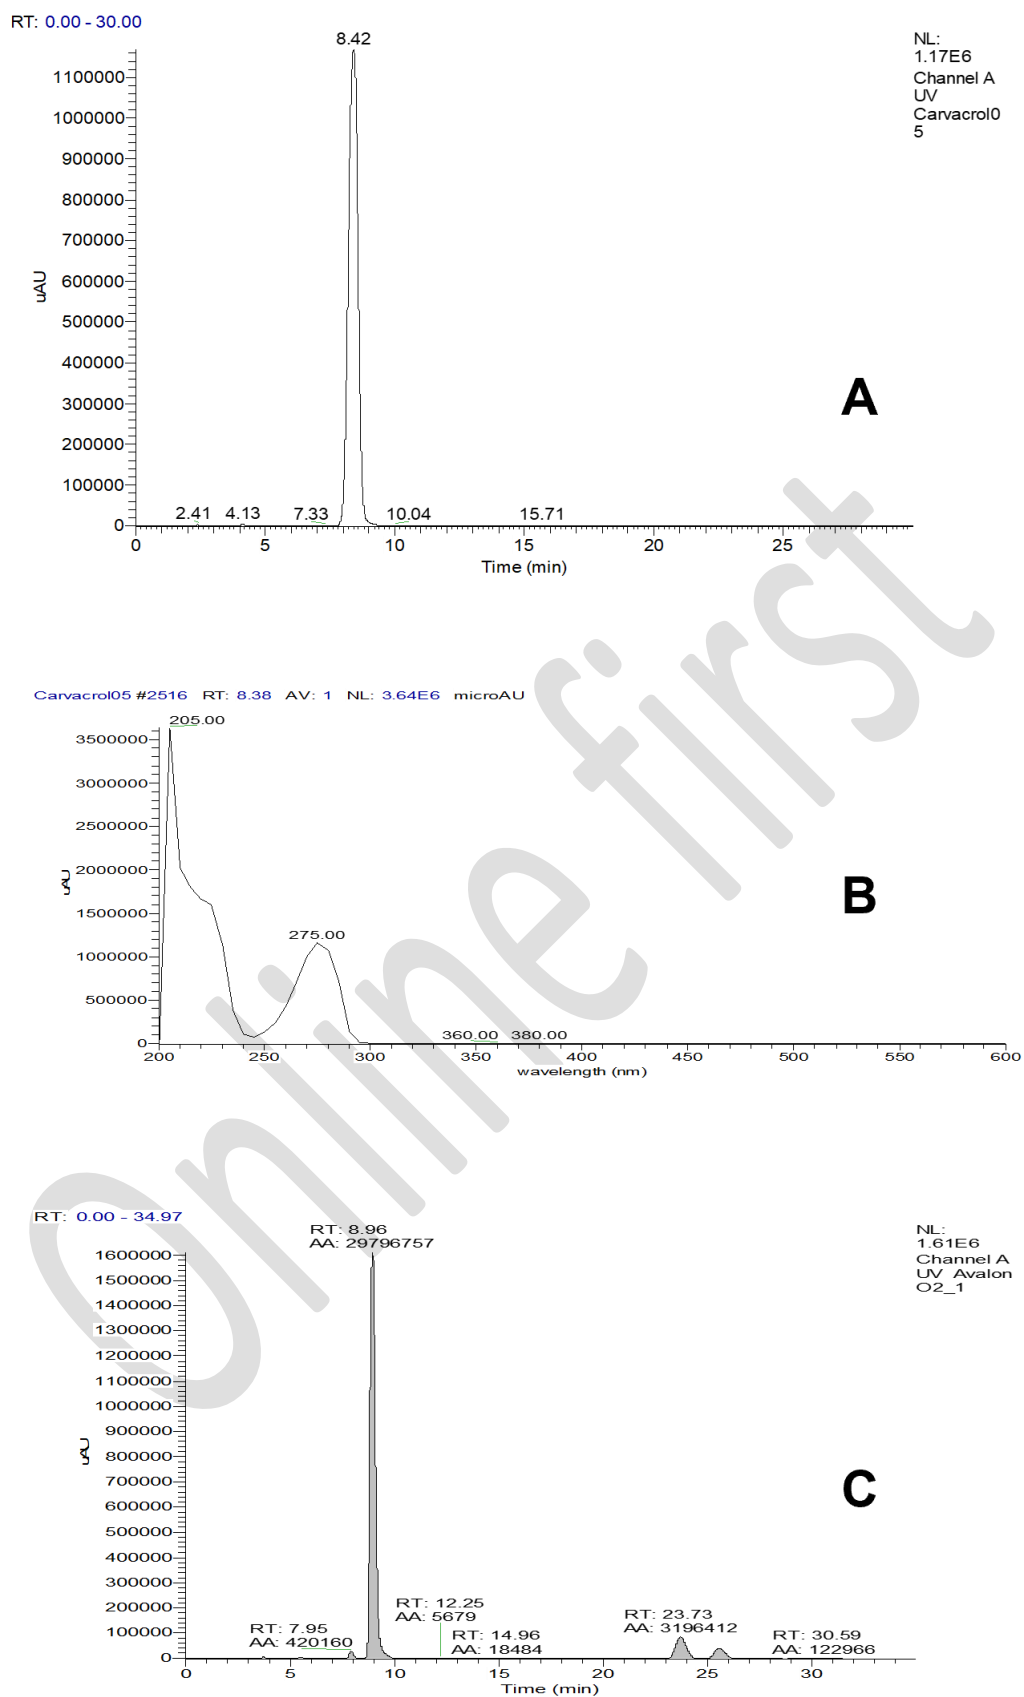 RT: 0.00 - 30.00
NL:
1.17E6
Channel A
UV
Carvacrol0
5
8.42
1100000
1000000
900000
800000
700000
600000
500000
400000
300000
200000
100000
0
uAU
2.41 4.13 7.33 10.04 15.71
0 5 10 15 20 25
Time (min)
A
Carvacrol05 #2516 RT: 8.38 AV: 1 NL: 3.64E6 microAU
205.00
3500000
3000000
2500000
2000000
1500000
1000000
500000
0
uAU
275.00
360.00 380.00
200 250 300 350 400 450 500 550 600
wavelength (nm)
B
RT: 0.00 - 34.97
NL:
1.61E6
Channel A
UV Avalon
O2_1
RT: 8.96
AA: 29796757
1600000
1500000
1400000
1300000
1200000
1100000
1000000
900000
800000
700000
600000
500000
400000
300000
200000
100000
0
uAU
RT: 7.95
AA: 420160
RT: 12.25
AA: 5679
RT: 14.96
AA: 18484
RT: 23.73
AA: 3196412
RT: 30.59
AA: 122966
0 5 10 15 20 25 30
Time (min)
C
Online first